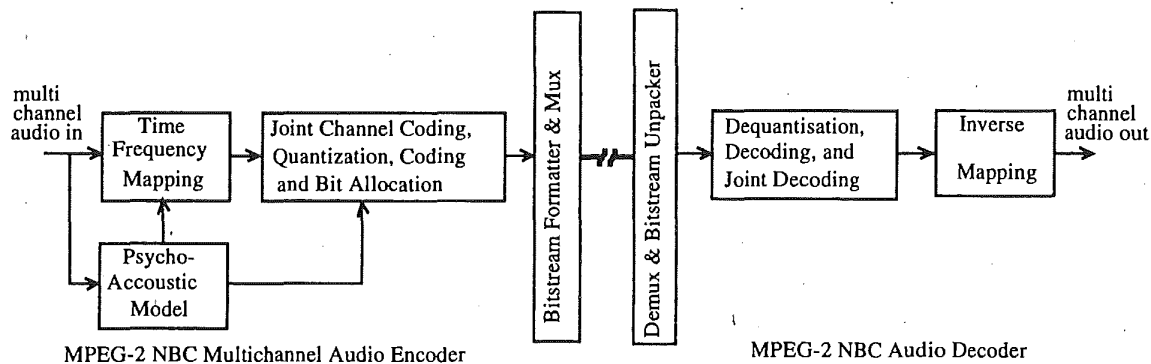 multi
channel
audio in
Time
Frequency
Mapping
Psycho-
Accoustic
Model
Joint Channel Coding,
Quantization, Coding
and Bit Allocation
Bitstream Formatter & Mux
Demux & Bitstream Unpacker
Dequantisation,
Decoding, and
Joint Decoding
Inverse
Mapping
multi
channel
audio out
MPEG-2 NBC Multichannel Audio Encoder
MPEG-2 NBC Audio Decoder